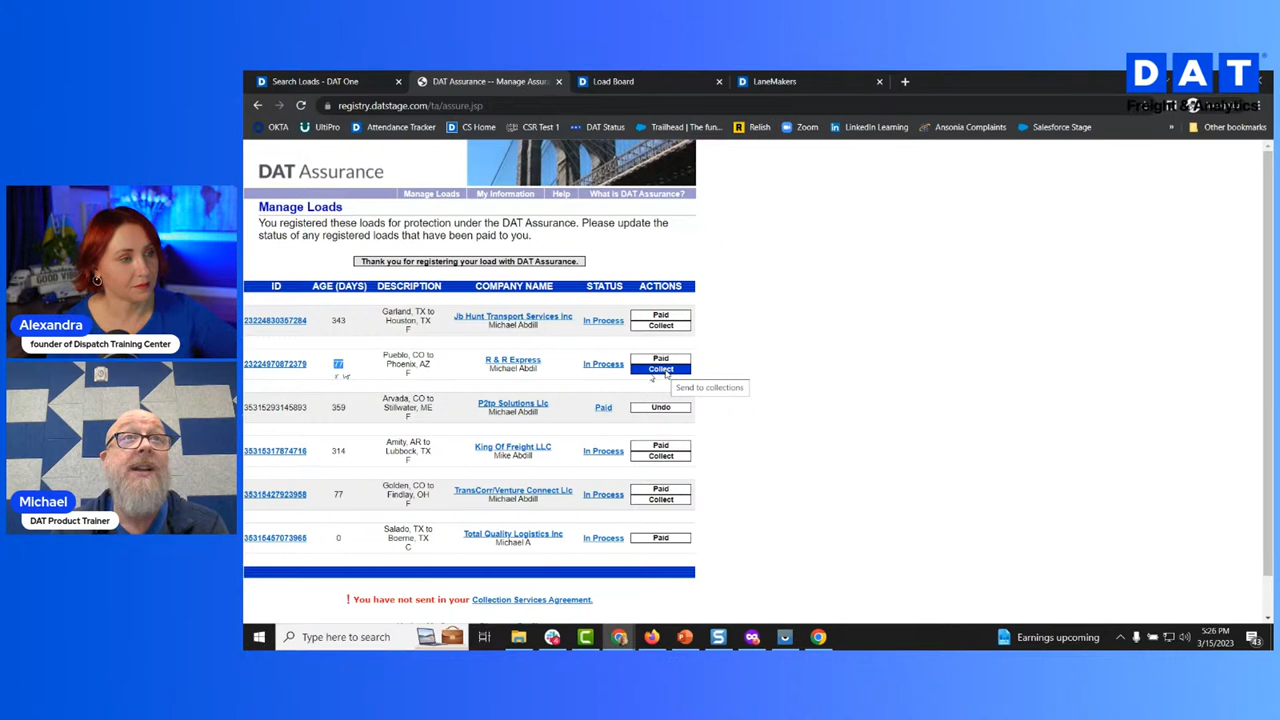 DAT
Freight & Analytics
Search Loads - DAT One
DAT Assurance -- Manage Assur
Load Board
LaneMakers
registry.datstage.com/ta/assure.jsp
OKTA
UltiPro
Attendance Tracker
CS Home
CSR Test 1
DAT Status
Trailhead | The fun...
Relish
Zoom
LinkedIn Learning
Ansonia Complaints
Salesforce Stage
»
Other bookmarks
DAT Assurance
Manage Loads | My Information | Help | What is DAT Assurance?
Manage Loads
You registered these loads for protection under the DAT Assurance. Please update the
status of any registered loads that have been paid to you.
Thank you for registering your load with DAT Assurance.
ID AGE (DAYS) DESCRIPTION COMPANY NAME STATUS ACTIONS
23224830357284 343
Garland, TX to
Houston, TX
F
Jb Hunt Transport Services Inc
Michael Abdill
In Process
Paid
Collect
23224970872379 77
Pueblo, CO to
Phoenix, AZ
F
R & R Express
Michael Abdil
In Process
Paid
Collect
Send to collections
35315293145893 359
Arvada, CO to
Stillwater, ME
F
P2tp Solutions Llc
Michael Abdill
Paid
Undo
35315317874716 314
Amity, AR to
Lubbock, TX
F
King Of Freight LLC
Mike Abdill
In Process
Paid
Collect
35315427923958 77
Golden, CO to
Findlay, OH
F
TransCorr/Venture Connect Llc
Michael Abdill
In Process
Paid
Collect
35316457073965 0
Salado, TX to
Boerne, TX
C
Total Quality Logistics Inc
Michael A
In Process
Paid
! You have not sent in your Collection Services Agreement.
GOOD VIBES
Alexandra
founder of Dispatch Training Center
Michael
DAT Product Trainer
Type here to search
Earnings upcoming
5:26 PM
3/15/2023
43